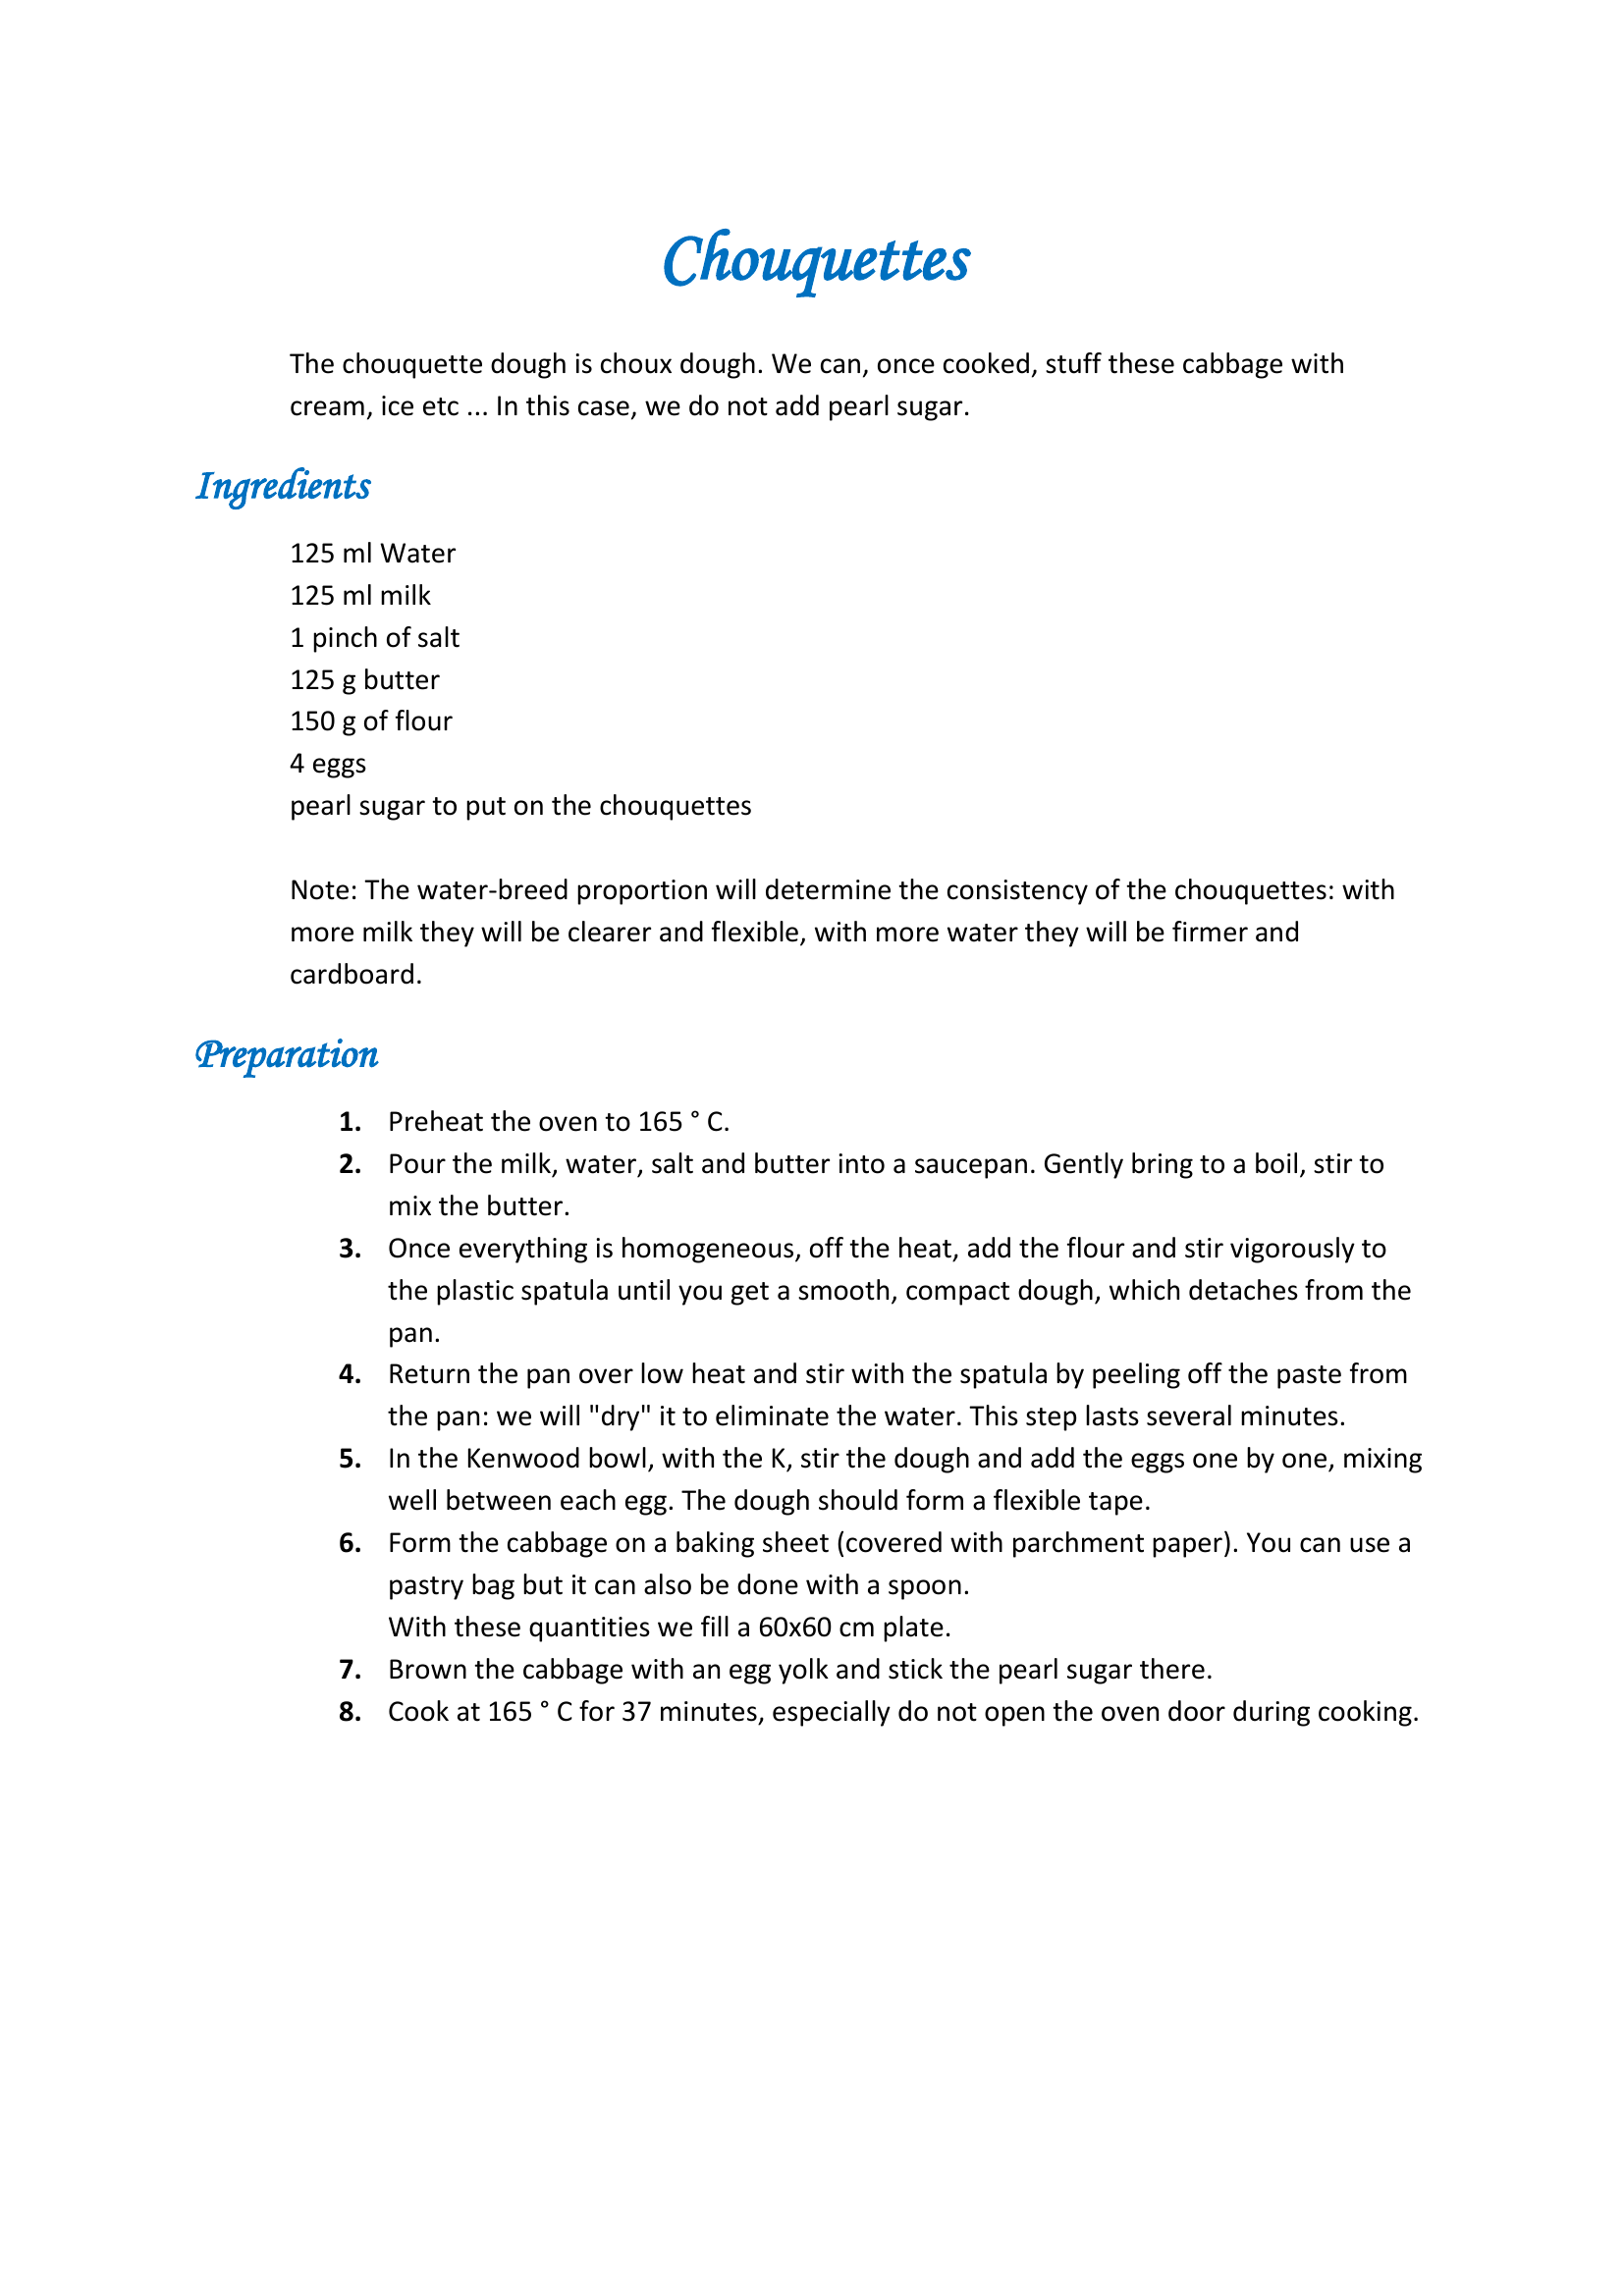 Chouquettes
The chouquette dough is choux dough. We can, once cooked, stuff these cabbage with
cream, ice etc ... In this case, we do not add pearl sugar.
Ingredients
125 ml Water
125 ml milk
1 pinch of salt
125 g butter
150 g of flour
4 eggs
pearl sugar to put on the chouquettes
Note: The water-breed proportion will determine the consistency of the chouquettes: with
more milk they will be clearer and flexible, with more water they will be firmer and
cardboard.
Preparation
1. Preheat the oven to 165 ° C.
2. Pour the milk, water, salt and butter into a saucepan. Gently bring to a boil, stir to
mix the butter.
3. Once everything is homogeneous, off the heat, add the flour and stir vigorously to
the plastic spatula until you get a smooth, compact dough, which detaches from the
pan.
4. Return the pan over low heat and stir with the spatula by peeling off the paste from
the pan: we will "dry" it to eliminate the water. This step lasts several minutes.
5. In the Kenwood bowl, with the K, stir the dough and add the eggs one by one, mixing
well between each egg. The dough should form a flexible tape.
6. Form the cabbage on a baking sheet (covered with parchment paper). You can use a
pastry bag but it can also be done with a spoon.
With these quantities we fill a 60x60 cm plate.
7. Brown the cabbage with an egg yolk and stick the pearl sugar there.
8. Cook at 165 ° C for 37 minutes, especially do not open the oven door during cooking.